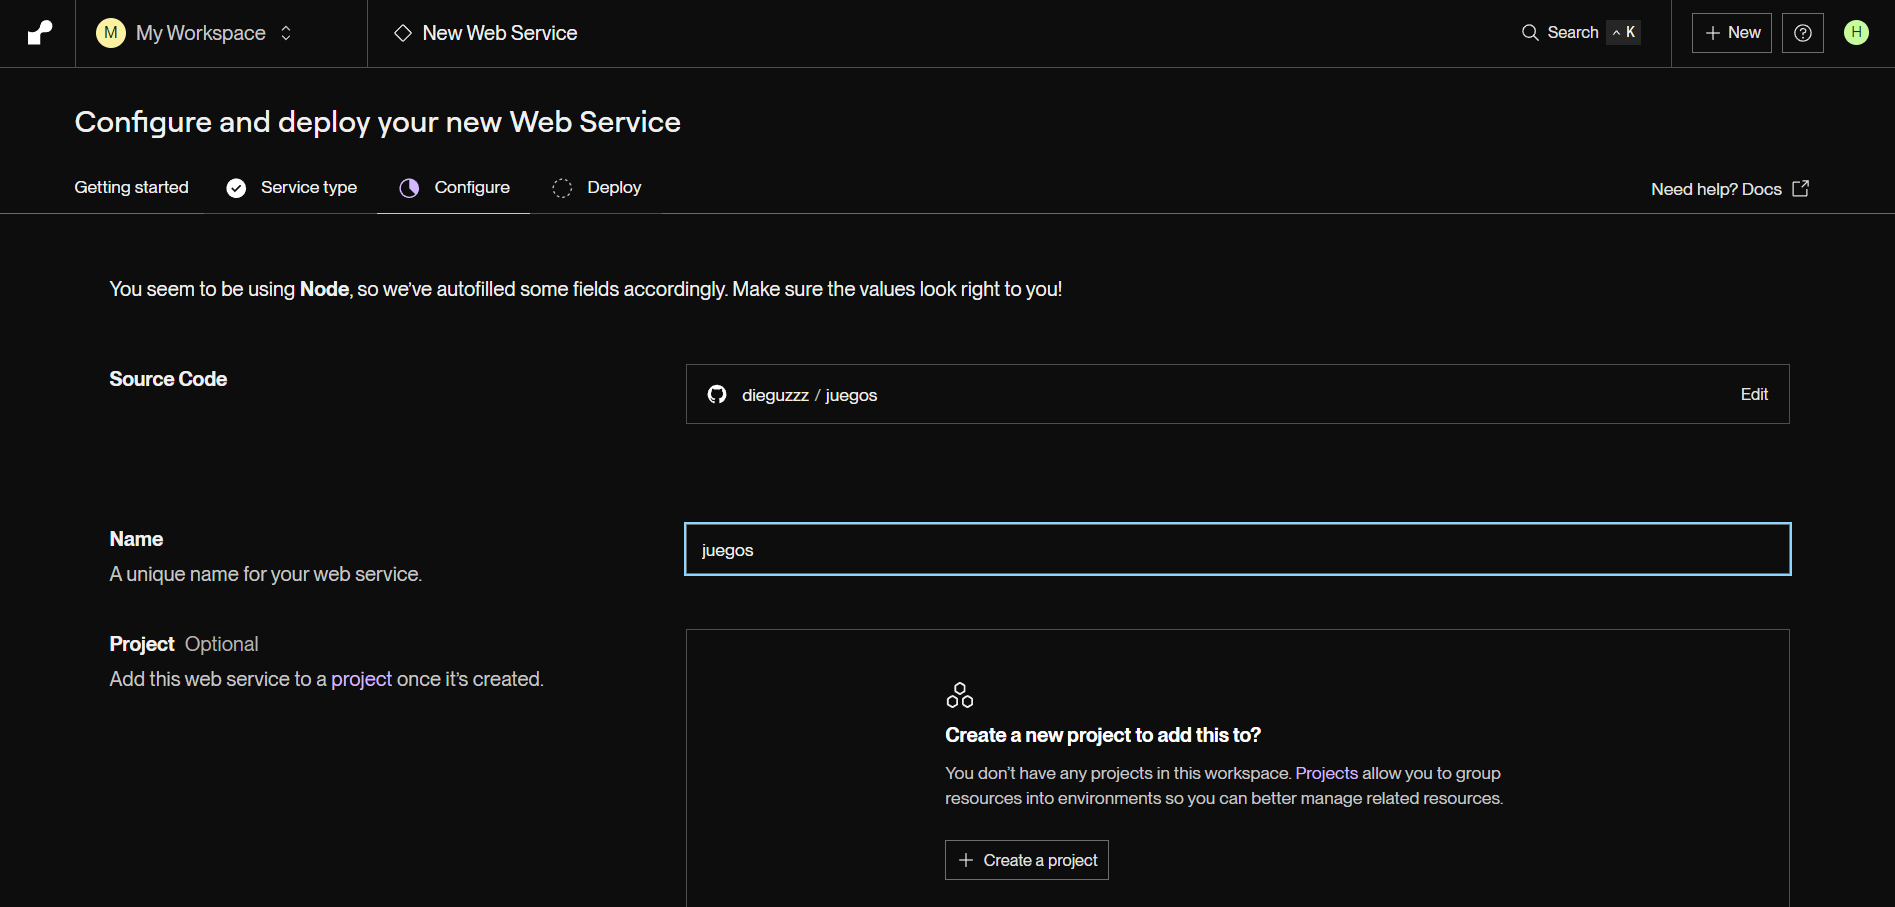 M My Workspace
New Web Service
Search ^ K
+ New
H
Configure and deploy your new Web Service
Getting started
Service type
Configure
Deploy
Need help? Docs
You seem to be using Node, so we've autofilled some fields accordingly. Make sure the values look right to you!
Source Code
dieguzzz / juegos
Edit
Name
A unique name for your web service.
juegos
Project Optional
Add this web service to a project once it's created.
Create a new project to add this to?
You don't have any projects in this workspace. Projects allow you to group
resources into environments so you can better manage related resources.
+ Create a project